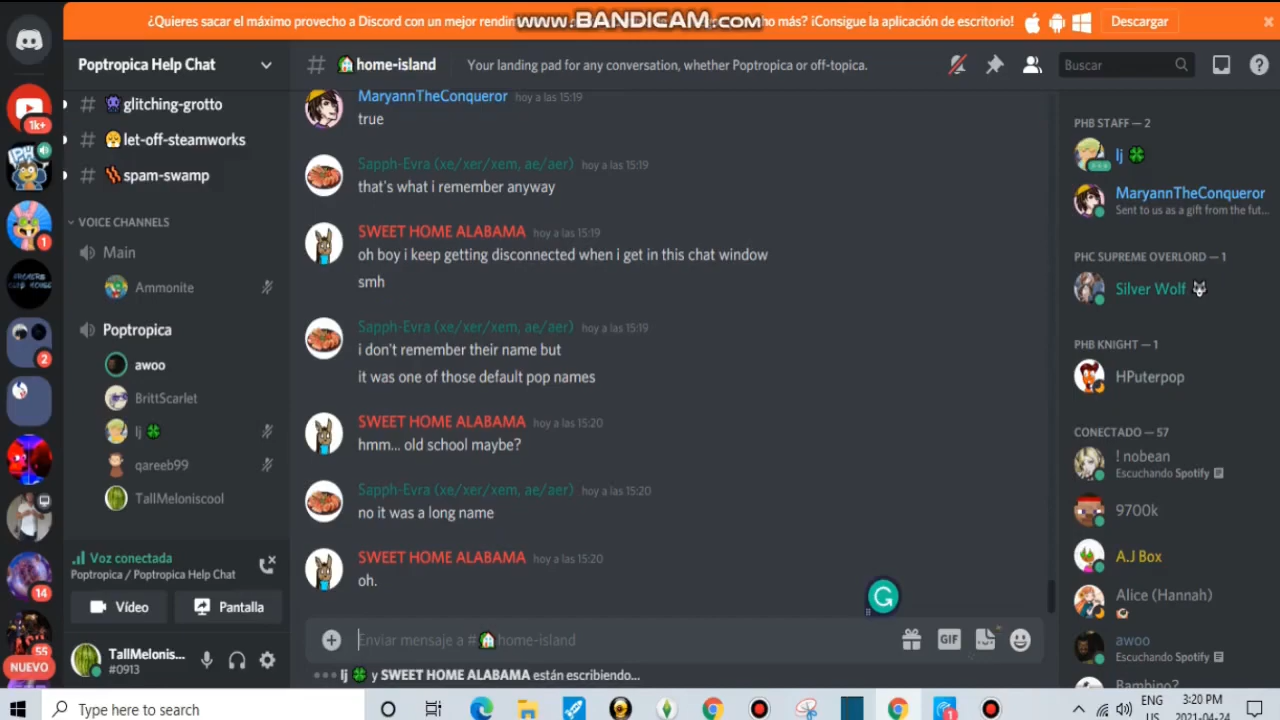 ¿Quieres sacar el máximo provecho a Discord con un mejor rendim
www.BANDICAM.com
ho más? ¡Consigue la aplicación de escritorio!
Descargar
Poptropica Help Chat
# home-island
Your landing pad for any conversation, whether Poptropica or off-topica.
Buscar
1k+
1
2
14
55
NUEVO
# glitching-grotto
# let-off-steamworks
# spam-swamp
VOICE CHANNELS
Main
Ammonite
Poptropica
awoo
BrittScarlet
lj
qareeb99
TallMeloniscool
Voz conectada
Poptropica / Poptropica Help Chat
Vídeo
Pantalla
TallMelonis...
#0913
MaryannTheConqueror hoy a las 15:19
true
Sapph-Evra (xe/xer/xem, ae/aer) hoy a las 15:19
that's what i remember anyway
SWEET HOME ALABAMA hoy a las 15:19
oh boy i keep getting disconnected when i get in this chat window
smh
Sapph-Evra (xe/xer/xem, ae/aer) hoy a las 15:19
i don't remember their name but
it was one of those default pop names
SWEET HOME ALABAMA hoy a las 15:20
hmm... old school maybe?
Sapph-Evra (xe/xer/xem, ae/aer) hoy a las 15:20
no it was a long name
SWEET HOME ALABAMA hoy a las 15:20
oh.
Enviar mensaje a # home-island
GIF
lj y SWEET HOME ALABAMA están escribiendo...
PHB STAFF — 2
lj
MaryannTheConqueror
Sent to us as a gift from the fut...
PHC SUPREME OVERLORD — 1
Silver Wolf
PHB KNIGHT — 1
HPuterpop
CONECTADO — 57
! nobean
Escuchando Spotify
9700k
A.J Box
Alice (Hannah)
awoo
Escuchando Spotify
Bambino?
Type here to search
1
ENG
US
3:20 PM
2021-04-24